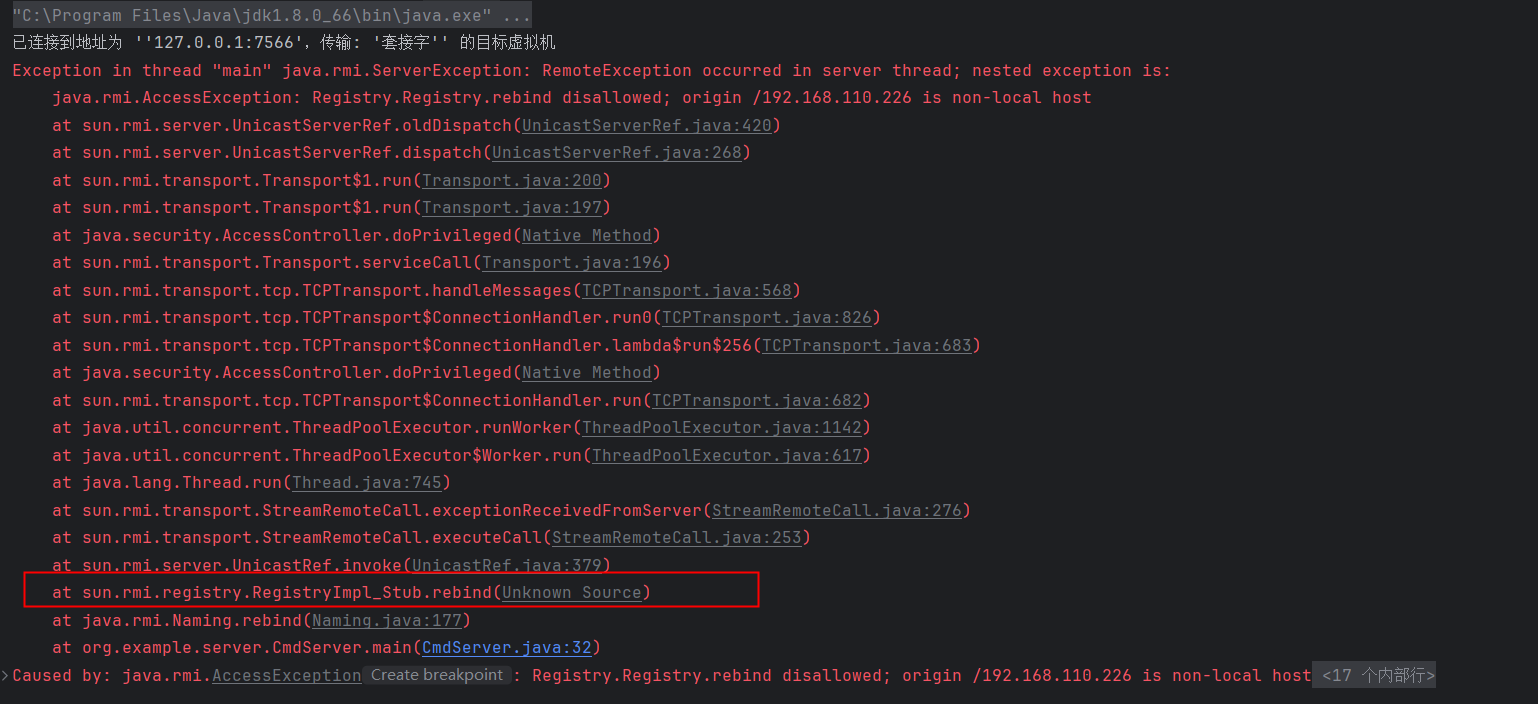 "C:\Program Files\Java\jdk1.8.0_66\bin\java.exe" ...
已连接到地址为 ''127.0.0.1:7566', 传输: '套接字'' 的目标虚拟机
Exception in thread "main" java.rmi.ServerException: RemoteException occurred in server thread; nested exception is:
java.rmi.AccessException: Registry.Registry.rebind disallowed; origin /192.168.110.226 is non-local host
at sun.rmi.server.UnicastServerRef.oldDispatch(UnicastServerRef.java:420)
at sun.rmi.server.UnicastServerRef.dispatch(UnicastServerRef.java:268)
at sun.rmi.transport.Transport$1.run(Transport.java:200)
at sun.rmi.transport.Transport$1.run(Transport.java:197)
at java.security.AccessController.doPrivileged(Native Method)
at sun.rmi.transport.Transport.serviceCall(Transport.java:196)
at sun.rmi.transport.tcp.TCPTransport.handleMessages(TCPTransport.java:568)
at sun.rmi.transport.tcp.TCPTransport$ConnectionHandler.run0(TCPTransport.java:826)
at sun.rmi.transport.tcp.TCPTransport$ConnectionHandler.lambda$run$256(TCPTransport.java:683)
at java.security.AccessController.doPrivileged(Native Method)
at sun.rmi.transport.tcp.TCPTransport$ConnectionHandler.run(TCPTransport.java:682)
at java.util.concurrent.ThreadPoolExecutor.runWorker(ThreadPoolExecutor.java:1142)
at java.util.concurrent.ThreadPoolExecutor$Worker.run(ThreadPoolExecutor.java:617)
at java.lang.Thread.run(Thread.java:745)
at sun.rmi.transport.StreamRemoteCall.exceptionReceivedFromServer(StreamRemoteCall.java:276)
at sun.rmi.transport.StreamRemoteCall.executeCall(StreamRemoteCall.java:253)
at sun.rmi.server.UnicastRef.invoke(UnicastRef.java:379)
at sun.rmi.registry.RegistryImpl_Stub.rebind(Unknown Source)
at java.rmi.Naming.rebind(Naming.java:177)
at org.example.server.CmdServer.main(CmdServer.java:32)
Caused by: java.rmi.AccessException Create breakpoint : Registry.Registry.rebind disallowed; origin /192.168.110.226 is non-local host <17 个内部行>